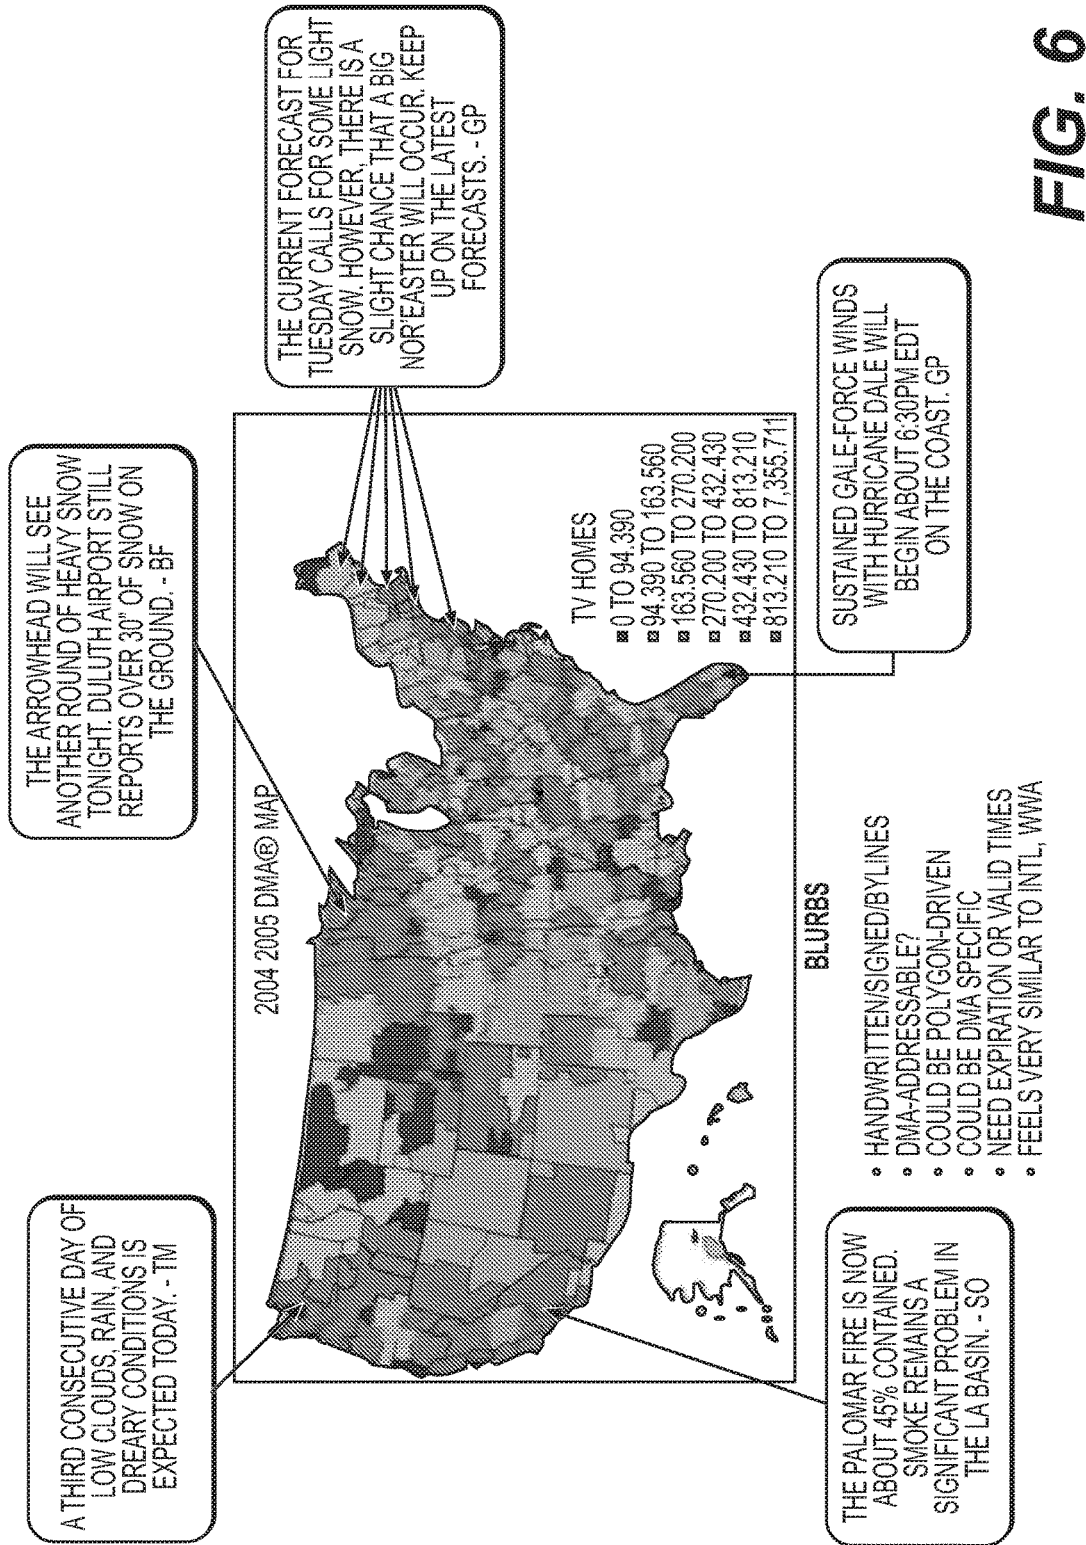 A THIRD CONSECUTIVE DAY OF
LOW CLOUDS, RAIN, AND
DREARY CONDITIONS IS
EXPECTED TODAY. - TM
THE ARROWHEAD WILL SEE
ANOTHER ROUND OF HEAVY SNOW
TONIGHT. DULUTH AIRPORT STILL
REPORTS OVER 30" OF SNOW ON
THE GROUND. - BF
THE CURRENT FORECAST FOR
TUESDAY CALLS FOR SOME LIGHT
SNOW. HOWEVER, THERE IS A
SLIGHT CHANCE THAT A BIG
NOR'EASTER WILL OCCUR. KEEP
UP ON THE LATEST
FORECASTS. - GP
2004 2005 DMA® MAP
TV HOMES
0 TO 94.390
94.390 TO 163.560
163.560 TO 270.200
270.200 TO 432.430
432.430 TO 813.210
813.210 TO 7,355.711
THE PALOMAR FIRE IS NOW
ABOUT 45% CONTAINED.
SMOKE REMAINS A
SIGNIFICANT PROBLEM IN
THE LA BASIN. - SO
BLURBS
• HANDWRITTEN/SIGNED/BYLINES
• DMA-ADDRESSABLE?
• COULD BE POLYGON-DRIVEN
• COULD BE DMA SPECIFIC
• NEED EXPIRATION OR VALID TIMES
• FEELS VERY SIMILAR TO INTL, WWA
SUSTAINED GALE-FORCE WINDS
WITH HURRICANE DALE WILL
BEGIN ABOUT 6:30PM EDT
ON THE COAST. GP
FIG. 6